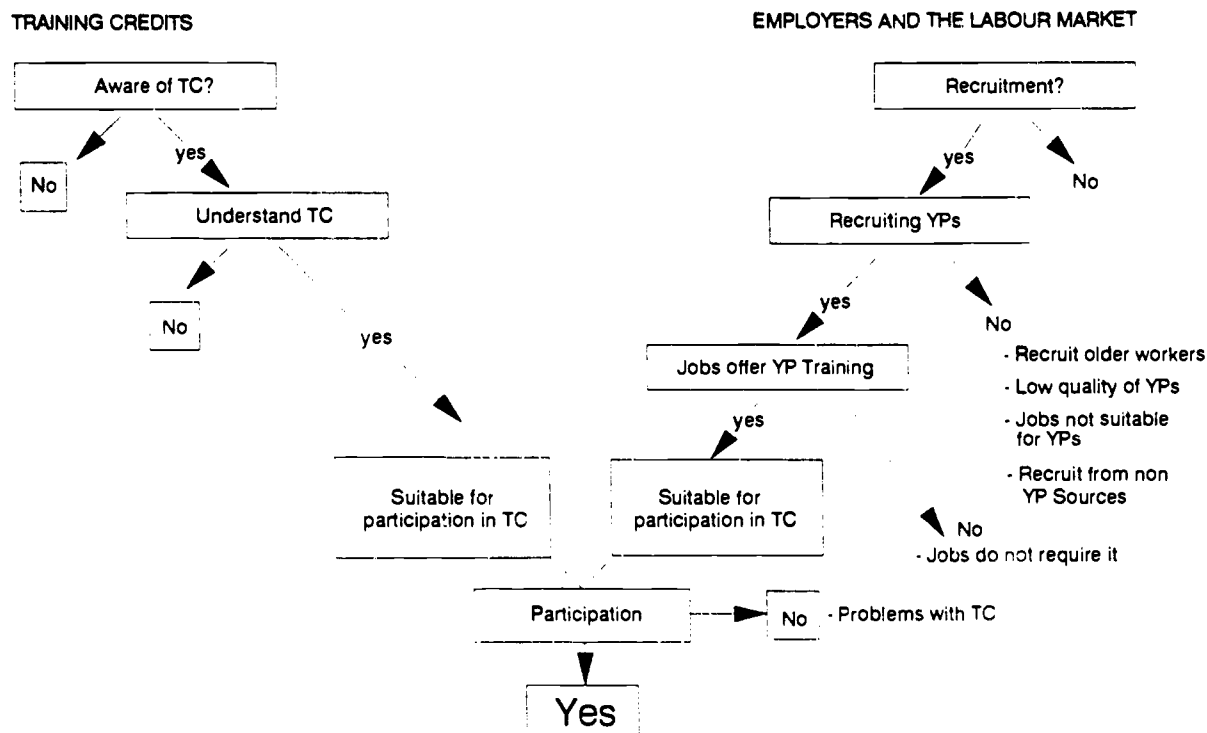 TRAINING CREDITS
EMPLOYERS AND THE LABOUR MARKET
Aware of TC?
Recruitment?
No
yes
yes
No
Understand TC
Recruiting YPs
No
yes
yes
No
- Recruit older workers
- Low quality of YPs
- Jobs not suitable
for YPs
- Recruit from non
YP Sources
Jobs offer YP Training
yes
No
- Jobs do not require it
Suitable for
participation in TC
Suitable for
participation in TC
Participation
No
- Problems with TC
Yes